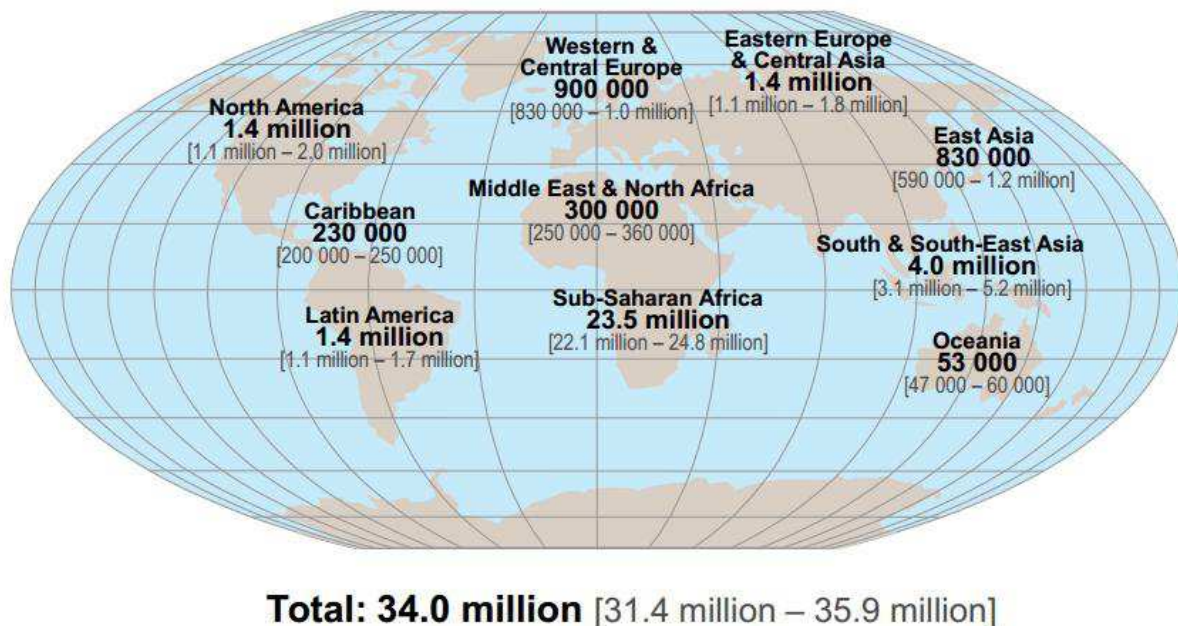 Western &
Central Europe
900 000
[830 000 – 1.0 million]
Eastern Europe
& Central Asia
1.4 million
[1.1 million – 1.8 million]
North America
1.4 million
[1.1 million – 2.0 million]
East Asia
830 000
[590 000 – 1.2 million]
Middle East & North Africa
300 000
[250 000 – 360 000]
Caribbean
230 000
[200 000 – 250 000]
South & South-East Asia
4.0 million
[3.1 million – 5.2 million]
Sub-Saharan Africa
23.5 million
[22.1 million – 24.8 million]
Latin America
1.4 million
[1.1 million – 1.7 million]
Oceania
53 000
[47 000 – 60 000]
Total: 34.0 million [31.4 million – 35.9 million]